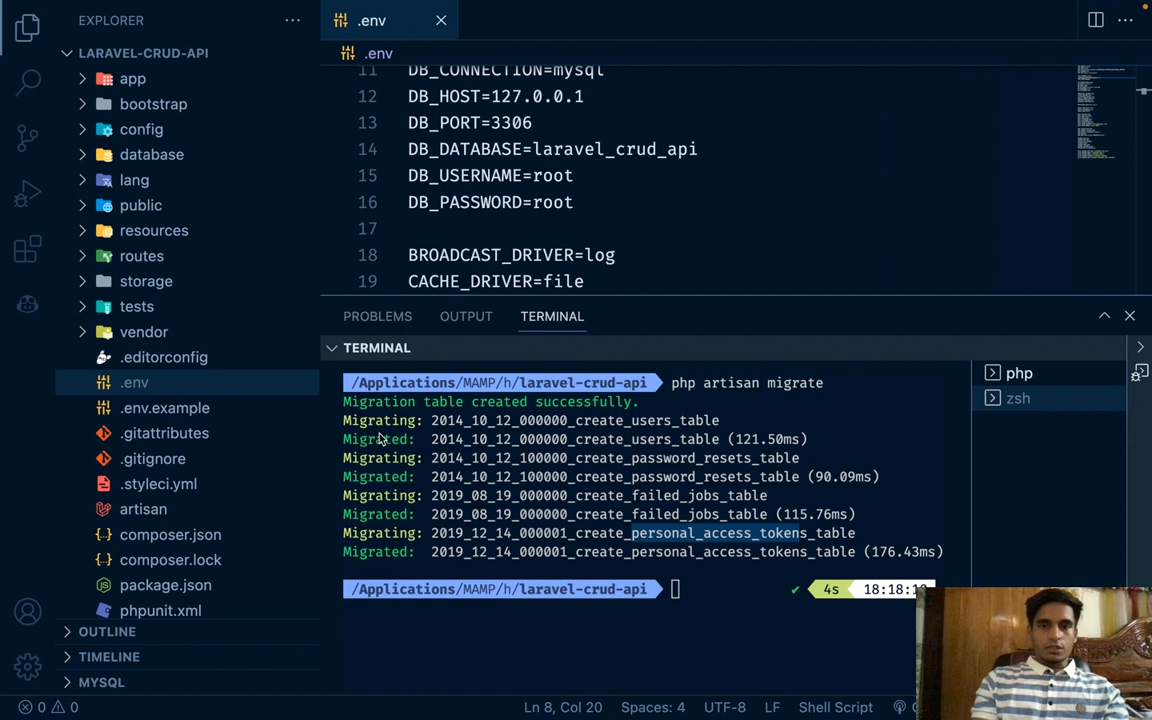 EXPLORER
LARAVEL-CRUD-API
app
bootstrap
config
database
lang
public
resources
routes
storage
tests
vendor
.editorconfig
.env
.env.example
.gitattributes
.gitignore
.styleci.yml
artisan
composer.json
composer.lock
package.json
phpunit.xml
OUTLINE
TIMELINE
MYSQL
.env
.env
11 DB_CONNECTION=mysql
12 DB_HOST=127.0.0.1
13 DB_PORT=3306
14 DB_DATABASE=laravel_crud_api
15 DB_USERNAME=root
16 DB_PASSWORD=root
17
18 BROADCAST_DRIVER=log
19 CACHE_DRIVER=file
PROBLEMS OUTPUT TERMINAL
TERMINAL
/Applications/MAMP/h/laravel-crud-api php artisan migrate
Migration table created successfully.
Migrating: 2014_10_12_000000_create_users_table
Migrated: 2014_10_12_000000_create_users_table (121.50ms)
Migrating: 2014_10_12_100000_create_password_resets_table
Migrated: 2014_10_12_100000_create_password_resets_table (90.09ms)
Migrating: 2019_08_19_000000_create_failed_jobs_table
Migrated: 2019_08_19_000000_create_failed_jobs_table (115.76ms)
Migrating: 2019_12_14_000001_create_personal_access_tokens_table
Migrated: 2019_12_14_000001_create_personal_access_tokens_table (176.43ms)
/Applications/MAMP/h/laravel-crud-api ✔ 4s
php
zsh
0 0 Ln 8, Col 20 Spaces: 4 UTF-8 LF Shell Script